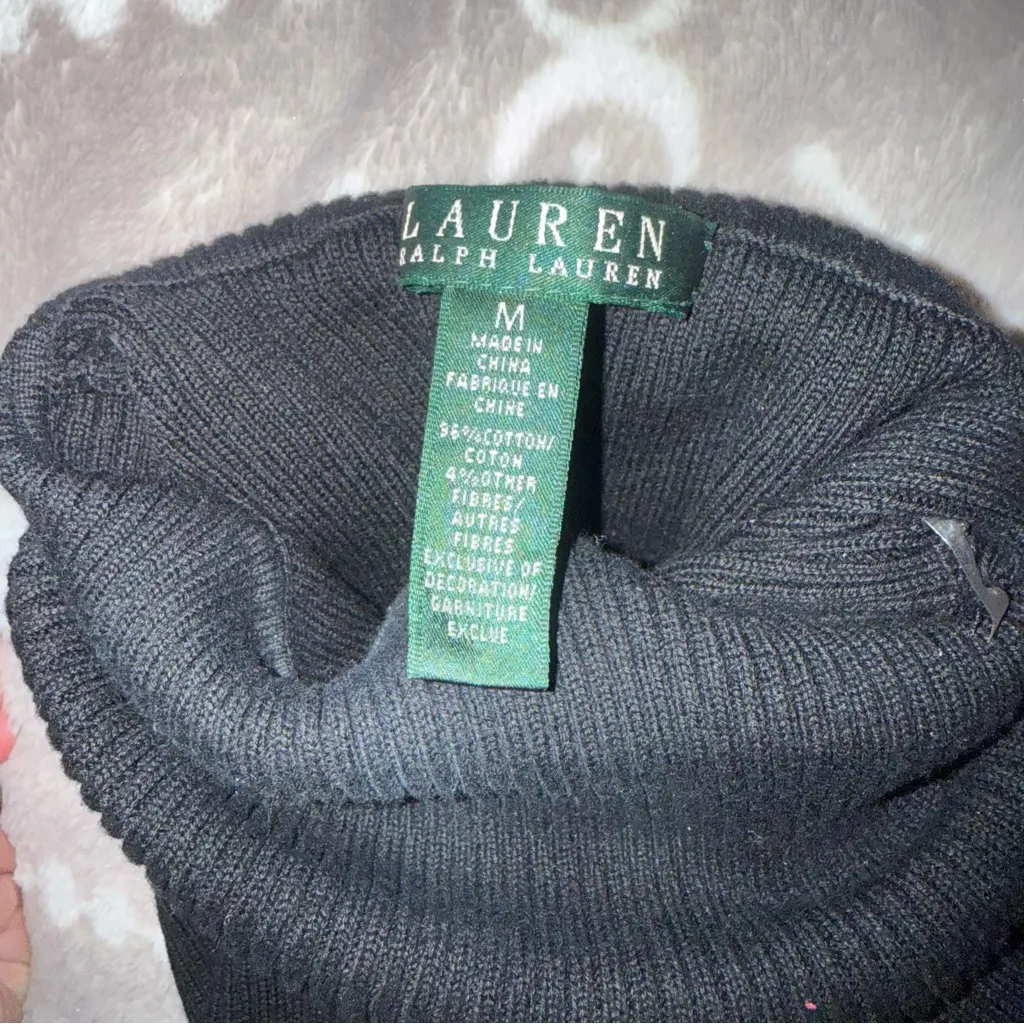 LAUREN
RALPH LAUREN
M
MADE IN
CHINA
FABRIQUE EN
CHINE
96% COTTON/
COTON
4% OTHER
FIBRES/
AUTRES
FIBRES
EXCLUSIVE OF
DECORATION/
GARNITURE
EXCLUE